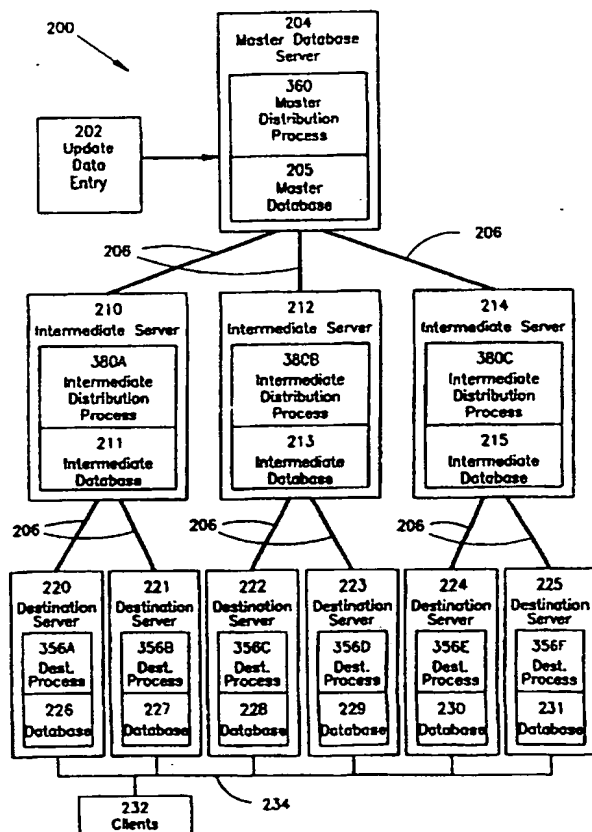 200
204
Master Database
Server
360
Master
Distribution
Process
205
Master
Database
202
Update
Data
Entry
206
206
210
Intermediate Server
380A
Intermediate
Distribution
Process
211
Intermediate
Database
212
Intermediate Server
380B
Intermediate
Distribution
Process
213
Intermediate
Database
214
Intermediate Server
380C
Intermediate
Distribution
Process
215
Intermediate
Database
206
206
206
220
Destination
Server
356A
Dest.
Process
226
Database
221
Destination
Server
356B
Dest.
Process
227
Database
222
Destination
Server
356C
Dest.
Process
228
Database
223
Destination
Server
356D
Dest.
Process
229
Database
224
Destination
Server
356E
Dest.
Process
230
Database
225
Destination
Server
356F
Dest.
Process
231
Database
232
Clients
234